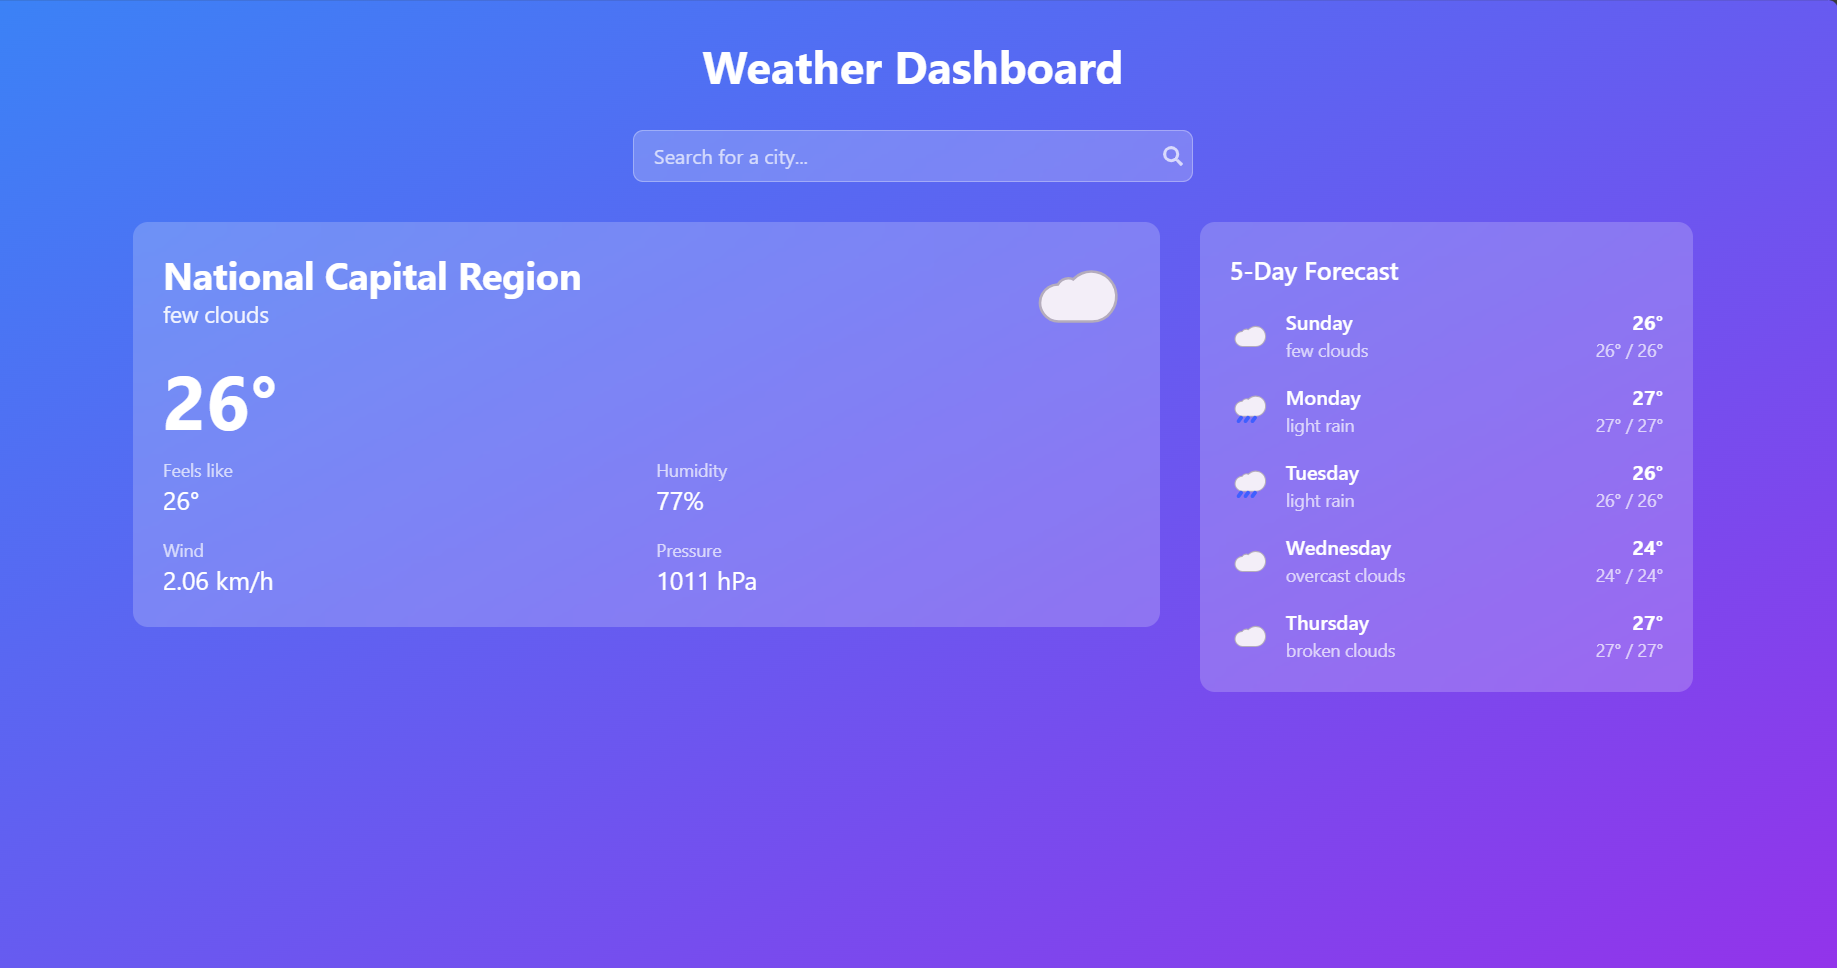 Weather Dashboard
Search for a city...
National Capital Region
few clouds
26°
Feels like
26°
Humidity
77%
Wind
2.06 km/h
Pressure
1011 hPa
5-Day Forecast
Sunday
few clouds
26°
26° / 26°
Monday
light rain
27°
27° / 27°
Tuesday
light rain
26°
26° / 26°
Wednesday
overcast clouds
24°
24° / 24°
Thursday
broken clouds
27°
27° / 27°